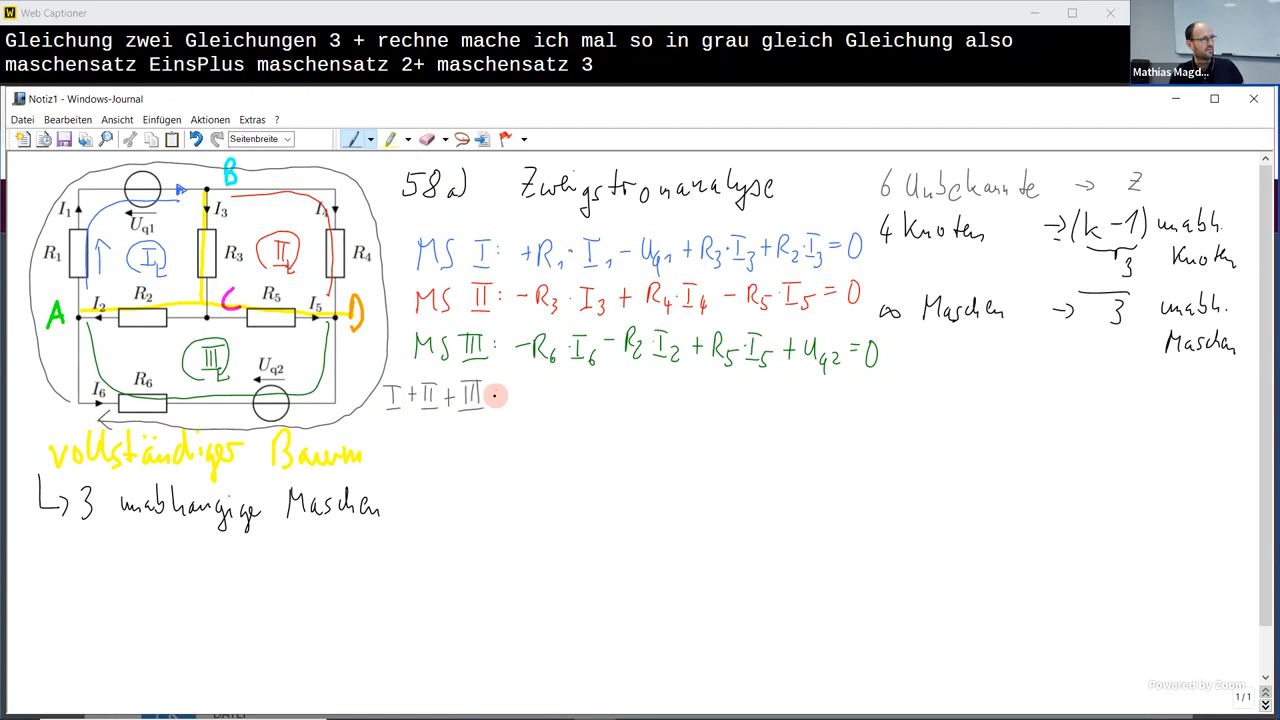 Web Captioner
Gleichung zwei Gleichungen 3 + rechne mache ich mal so in grau gleich Gleichung also
maschensatz EinsPlus maschensatz 2+ maschensatz 3
Mathias Magd...
Notiz1 - Windows-Journal
Datei Bearbeiten Ansicht Einfügen Aktionen Extras ?
Seitenbreite
B
I1 Uq1 I3 I4
R1 I R3 II R4
A I2 R2 C R5 I5 D
III
R6 Uq2
I6
vollständiger Baum
↳ 3 unabhängige Maschen
58a) Zweigstromanalyse
MS I: +R1·I1 - Uq1 + R3·I3 + R2·I3 = 0
MS II: -R3·I3 + R4·I4 - R5·I5 = 0
MS III: -R6·I6 - R2·I2 + R5·I5 + Uq2 = 0
I + II + III
6 Unbekannte → Z
4 Knoten → (k-1) unabh.
3 Knoten
∞ Maschen → 3 unabh.
Maschen
Powered by Zoom
1/1